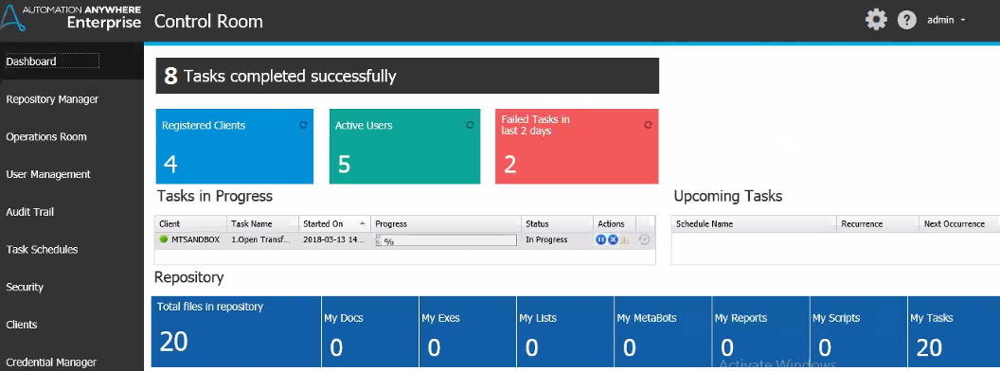 AUTOMATION ANYWHERE
Enterprise
Control Room
admin
Dashboard
Repository Manager
Operations Room
User Management
Audit Trail
Task Schedules
Security
Clients
Credential Manager
8 Tasks completed successfully
Registered Clients
4
Active Users
5
Failed Tasks in
last 2 days
2
Tasks in Progress
Client Task Name Started On Progress Status Actions
MTSANDBOX 1.Open Transf... 2018-03-13 14... % In Progress
Upcoming Tasks
Schedule Name Recurrence Next Occurrence
Repository
Total files in repository
20
My Docs
0
My Exes
0
My Lists
0
My MetaBots
0
My Reports
0
My Scripts
0
My Tasks
20
Activate Windows